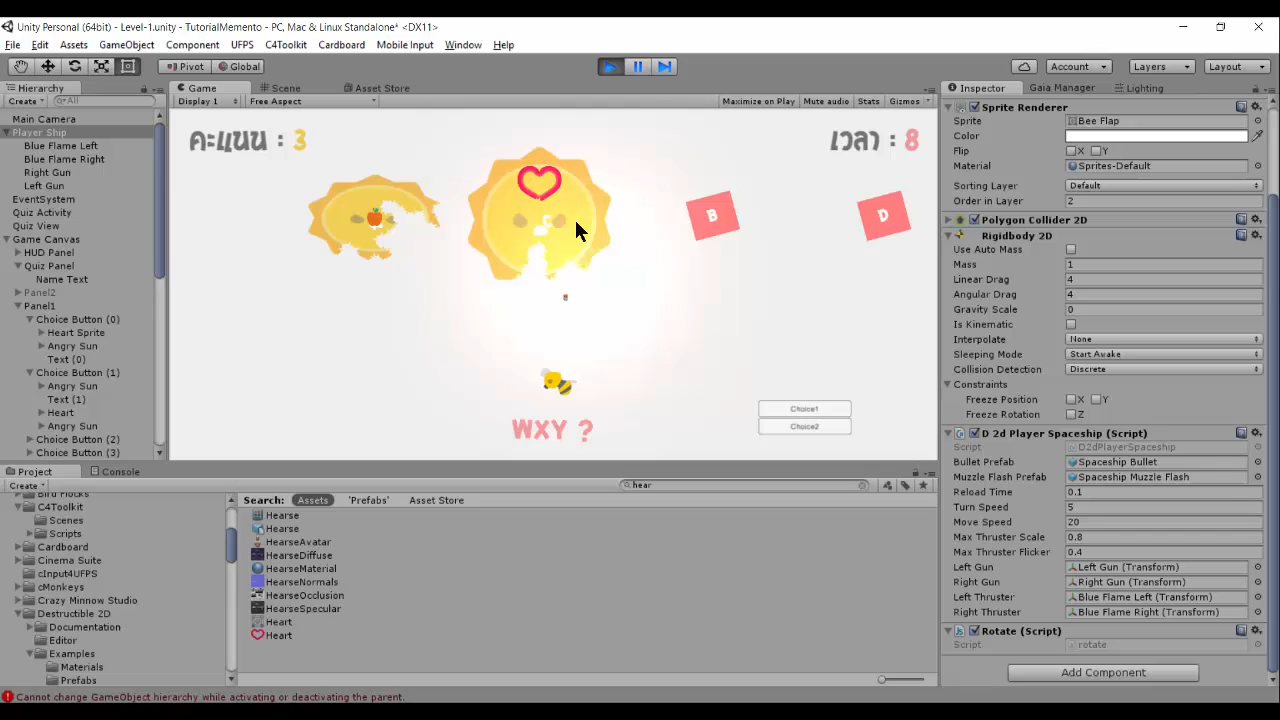 Unity Personal (64bit) - Level-1.unity - TutorialMemento - PC, Mac & Linux Standalone* <DX11>
File Edit Assets GameObject Component UFPS C4Toolkit Cardboard Mobile Input Window Help
Pivot Global Account Layers Layout
Hierarchy
Create All
Main Camera
Player Ship
Blue Flame Left
Blue Flame Right
Right Gun
Left Gun
EventSystem
Quiz Activity
Quiz View
Game Canvas
HUD Panel
Quiz Panel
Name Text
Panel2
Panel1
Choice Button (0)
Heart Sprite
Angry Sun
Text (0)
Choice Button (1)
Angry Sun
Text (1)
Heart
Angry Sun
Choice Button (2)
Choice Button (3)
Game Scene Asset Store
Display 1 Free Aspect Maximize on Play Mute audio Stats Gizmos
คะแนน : 3
เวลา : 8
B
D
WXY ?
Choice1
Choice2
Project Console
Create hear
Bird Flocks
C4Toolkit
Scenes
Scripts
Cardboard
Cinema Suite
cInput4UFPS
cMonkeys
Crazy Minnow Studio
Destructible 2D
Documentation
Editor
Examples
Materials
Prefabs
Search: Assets 'Prefabs' Asset Store
Hearse
Hearse
HearseAvatar
HearseDiffuse
HearseMaterial
HearseNormals
HearseOcclusion
HearseSpecular
Heart
Heart
Inspector Gaia Manager Lighting
Sprite Renderer
Sprite Bee Flap
Color
Flip X Y
Material Sprites-Default
Sorting Layer Default
Order in Layer 2
Polygon Collider 2D
Rigidbody 2D
Use Auto Mass
Mass 1
Linear Drag 4
Angular Drag 4
Gravity Scale 0
Is Kinematic
Interpolate None
Sleeping Mode Start Awake
Collision Detection Discrete
Constraints
Freeze Position X Y
Freeze Rotation Z
D 2d Player Spaceship (Script)
Script D2dPlayerSpaceship
Bullet Prefab Spaceship Bullet
Muzzle Flash Prefab Spaceship Muzzle Flash
Reload Time 0.1
Turn Speed 5
Move Speed 20
Max Thruster Scale 0.8
Max Thruster Flicker 0.4
Left Gun Left Gun (Transform)
Right Gun Right Gun (Transform)
Left Thruster Blue Flame Left (Transform)
Right Thruster Blue Flame Right (Transform)
Rotate (Script)
Script rotate
Add Component
Cannot change GameObject hierarchy while activating or deactivating the parent.